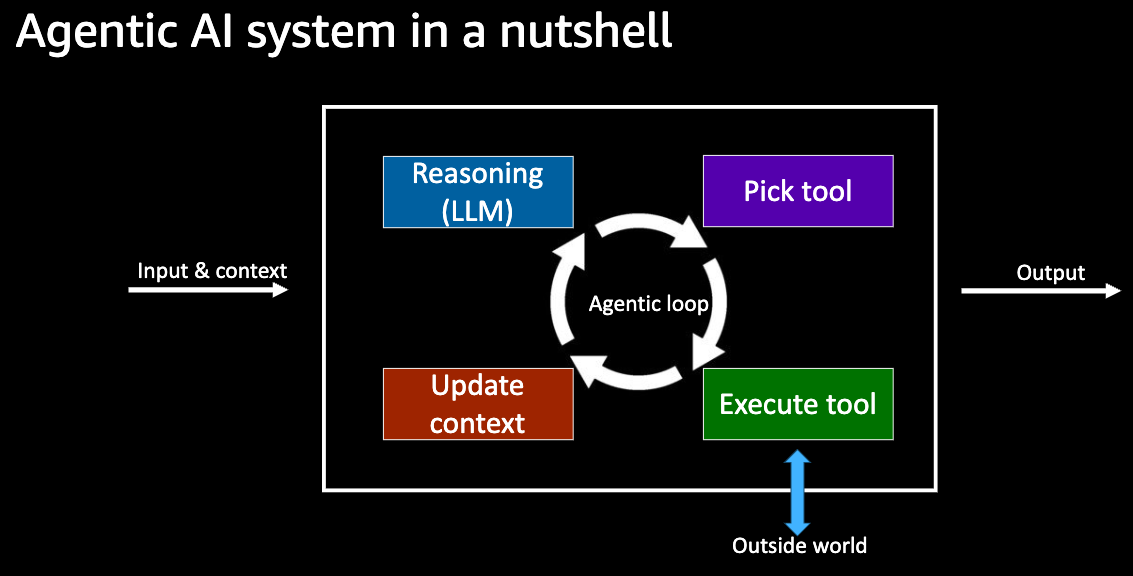 Agentic AI system in a nutshell
Reasoning
(LLM)
Pick tool
Input & context
Agentic loop
Output
Update
context
Execute tool
Outside world